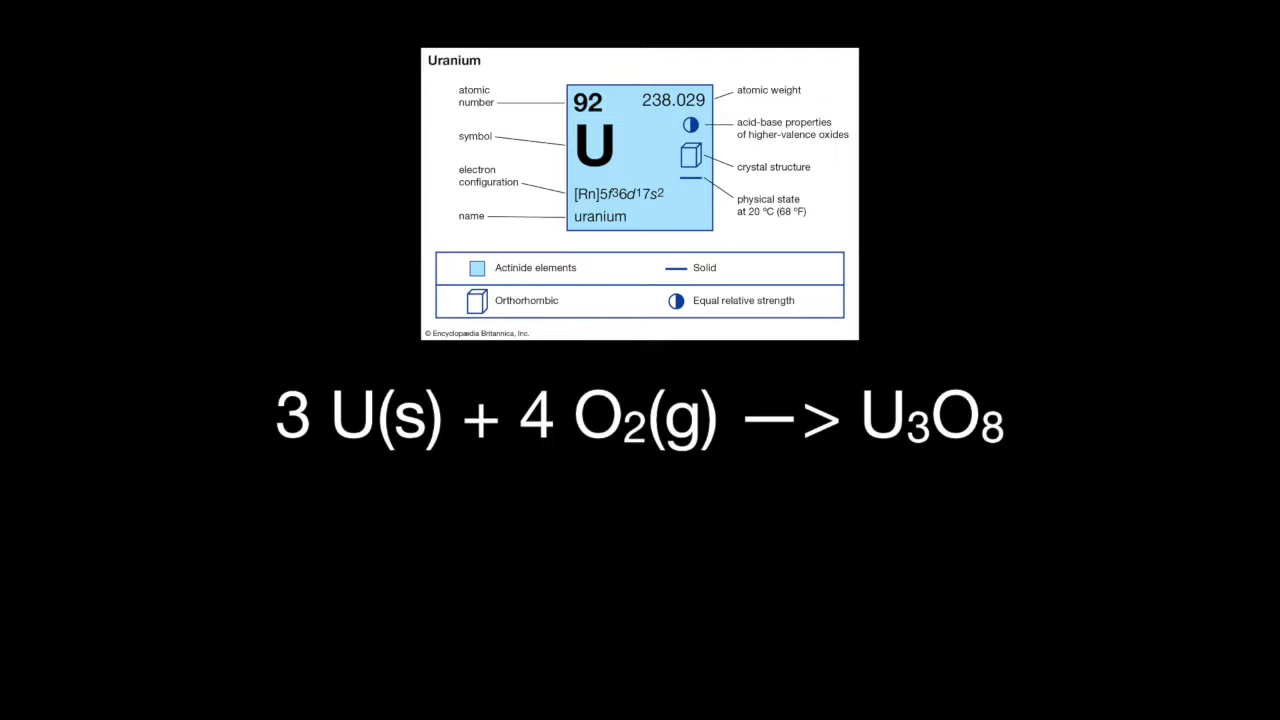 Uranium
atomic
number
symbol
electron
configuration
name
92
238.029
U
[Rn]5f³6d¹7s²
uranium
atomic weight
acid-base properties
of higher-valence oxides
crystal structure
physical state
at 20 °C (68 °F)
Actinide elements
Solid
Orthorhombic
Equal relative strength
© Encyclopædia Britannica, Inc.
3 U(s) + 4 O₂(g) —> U₃O₈